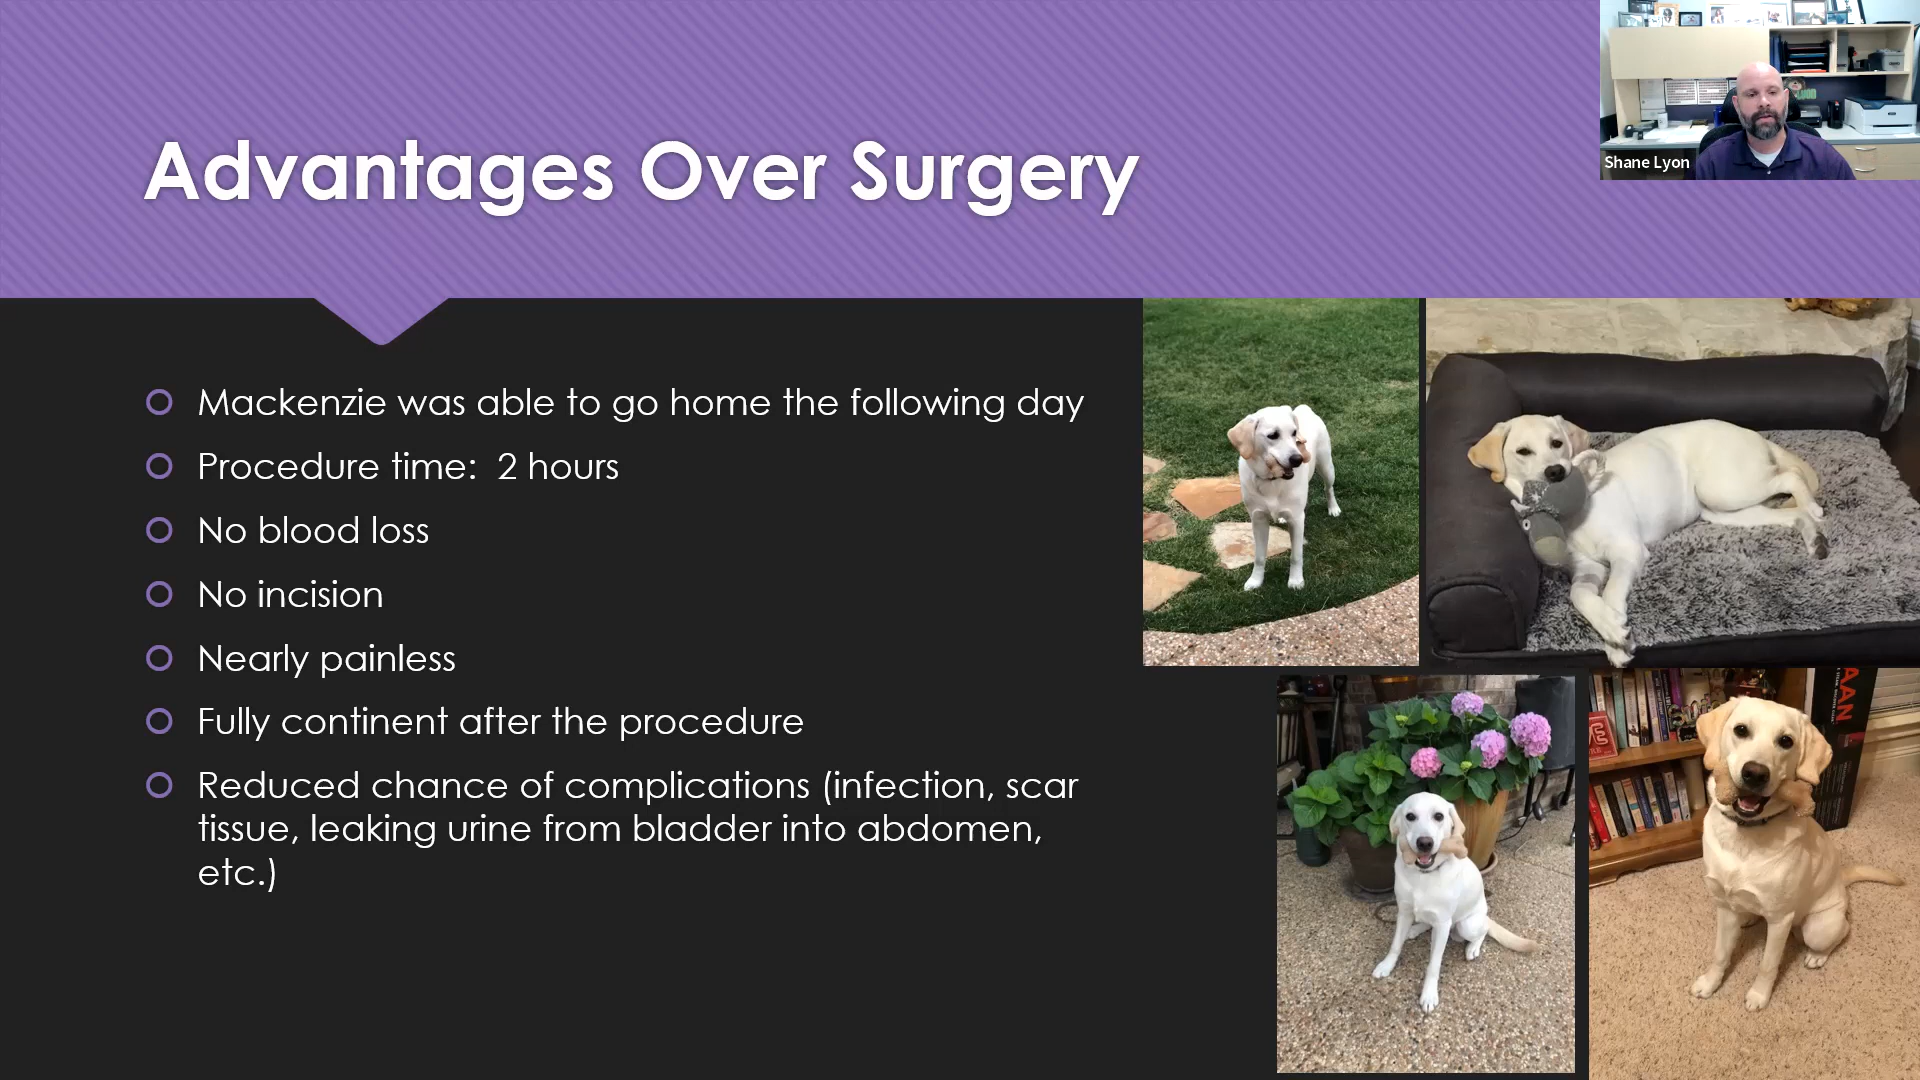 Advantages Over Surgery
Shane Lyon
Mackenzie was able to go home the following day
Procedure time: 2 hours
No blood loss
No incision
Nearly painless
Fully continent after the procedure
Reduced chance of complications (infection, scar
tissue, leaking urine from bladder into abdomen,
etc.)